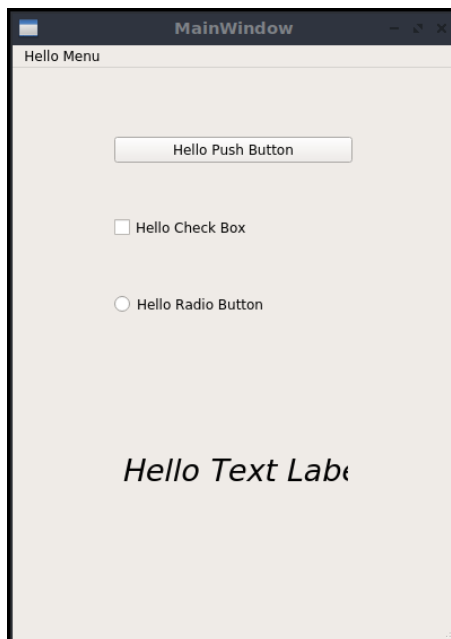 MainWindow
Hello Menu
Hello Push Button
Hello Check Box
Hello Radio Button
Hello Text Labe